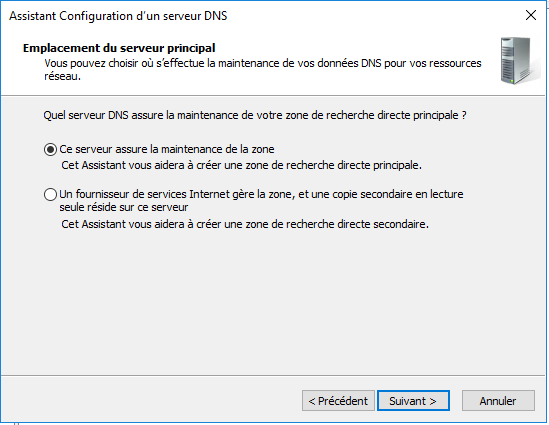 Assistant Configuration d'un serveur DNS
Emplacement du serveur principal
Vous pouvez choisir où s'effectue la maintenance de vos données DNS pour vos ressources
réseau.
Quel serveur DNS assure la maintenance de votre zone de recherche directe principale ?
Ce serveur assure la maintenance de la zone
Cet Assistant vous aidera à créer une zone de recherche directe principale.
Un fournisseur de services Internet gère la zone, et une copie secondaire en lecture
seule réside sur ce serveur
Cet Assistant vous aidera à créer une zone de recherche directe secondaire.
< Précédent Suivant > Annuler